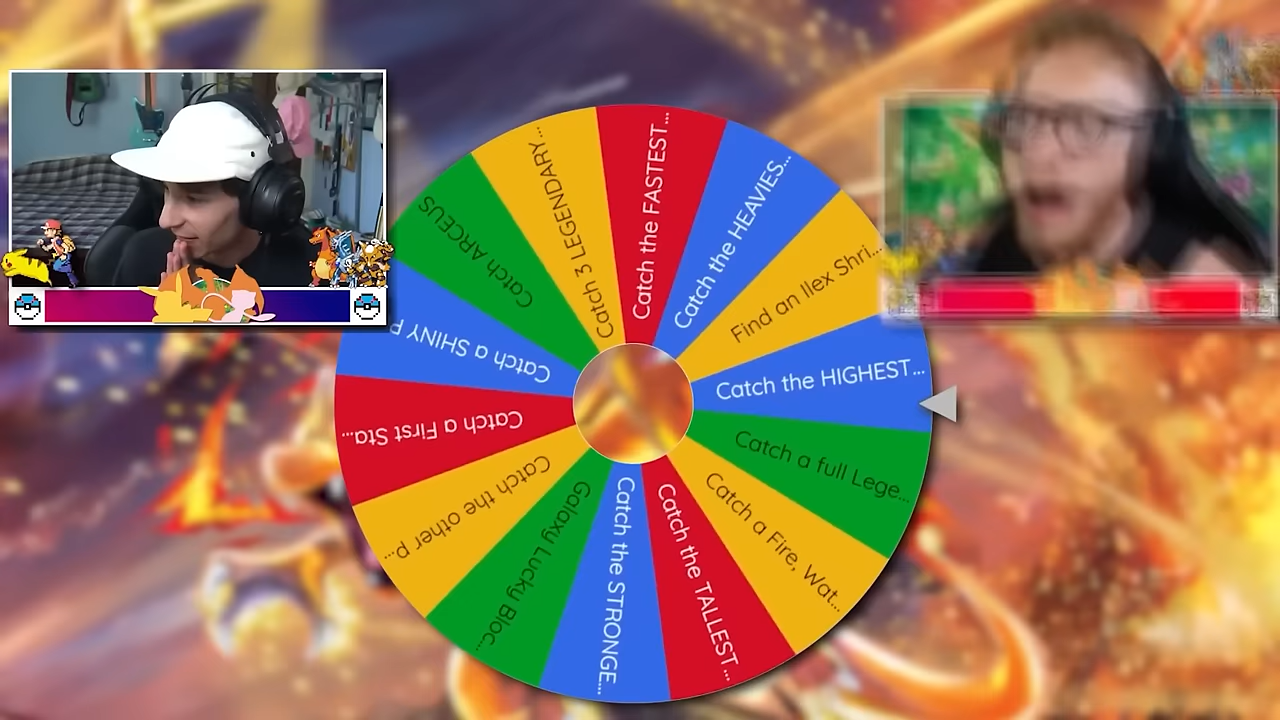 Catch the FASTEST...
Catch the HEAVIES...
Find an Ilex Shri...
Catch the HIGHEST...
Catch a full Lege...
Catch a Fire, Wat...
Catch the TALLEST...
Catch the STRONGE...
Galaxy Lucky Bloc...
Catch the other p...
Catch a First Sta...
Catch a SHINY P
Catch ARCEUS
Catch 3 LEGENDARY...